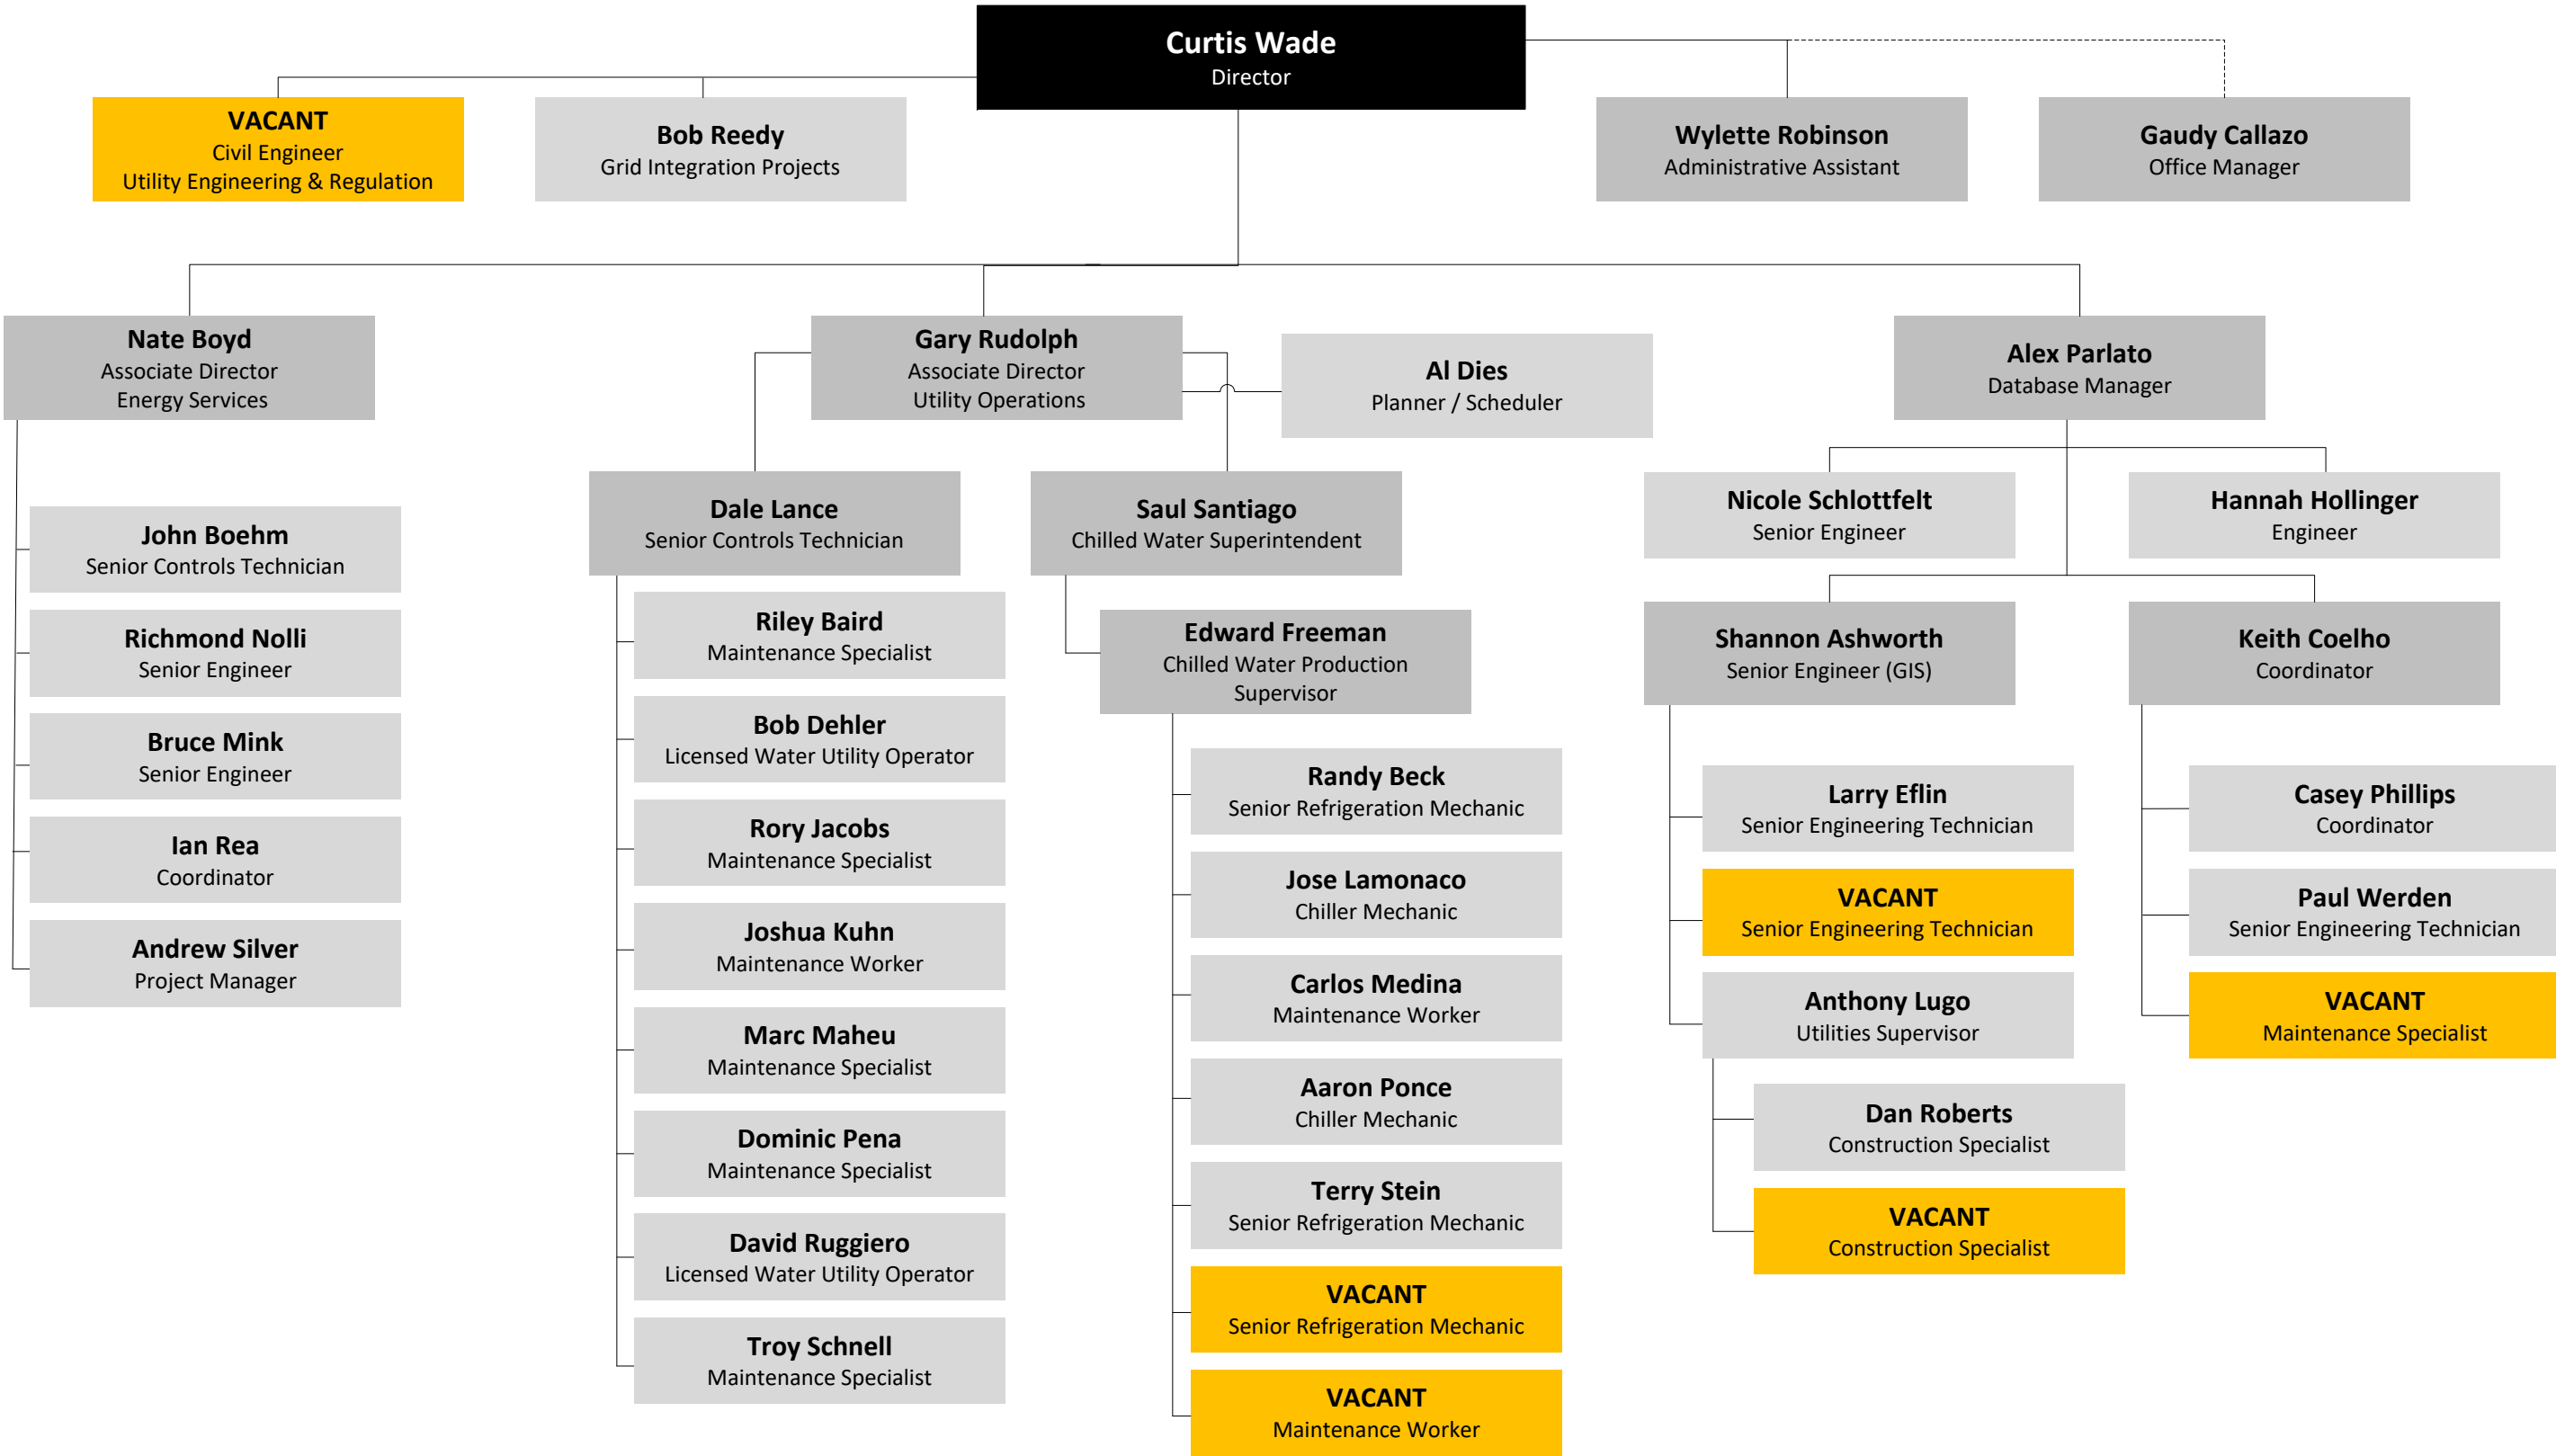 Curtis Wade
Director
VACANT
Civil Engineer
Utility Engineering & Regulation
Bob Reedy
Grid Integration Projects
Wylette Robinson
Administrative Assistant
Gaudy Callazo
Office Manager
Nate Boyd
Associate Director
Energy Services
John Boehm
Senior Controls Technician
Richmond Nolli
Senior Engineer
Bruce Mink
Senior Engineer
Ian Rea
Coordinator
Andrew Silver
Project Manager
Gary Rudolph
Associate Director
Utility Operations
Al Dies
Planner / Scheduler
Dale Lance
Senior Controls Technician
Riley Baird
Maintenance Specialist
Bob Dehler
Licensed Water Utility Operator
Rory Jacobs
Maintenance Specialist
Joshua Kuhn
Maintenance Worker
Marc Maheu
Maintenance Specialist
Dominic Pena
Maintenance Specialist
David Ruggiero
Licensed Water Utility Operator
Troy Schnell
Maintenance Specialist
Saul Santiago
Chilled Water Superintendent
Edward Freeman
Chilled Water Production
Supervisor
Randy Beck
Senior Refrigeration Mechanic
Jose Lamonaco
Chiller Mechanic
Carlos Medina
Maintenance Worker
Aaron Ponce
Chiller Mechanic
Terry Stein
Senior Refrigeration Mechanic
VACANT
Senior Refrigeration Mechanic
VACANT
Maintenance Worker
Alex Parlato
Database Manager
Nicole Schlottfelt
Senior Engineer
Hannah Hollinger
Engineer
Shannon Ashworth
Senior Engineer (GIS)
Larry Eflin
Senior Engineering Technician
VACANT
Senior Engineering Technician
Anthony Lugo
Utilities Supervisor
Dan Roberts
Construction Specialist
VACANT
Construction Specialist
Keith Coelho
Coordinator
Casey Phillips
Coordinator
Paul Werden
Senior Engineering Technician
VACANT
Maintenance Specialist